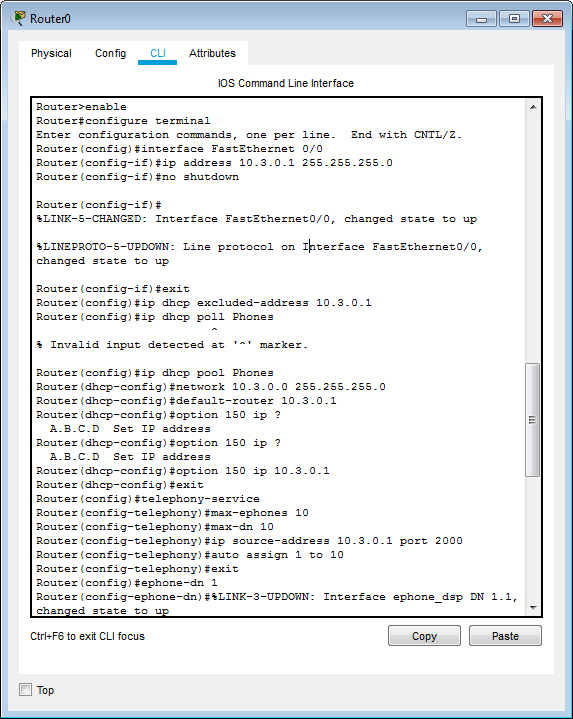 Router0
Physical Config CLI Attributes
IOS Command Line Interface
Router>enable
Router#configure terminal
Enter configuration commands, one per line.  End with CNTL/Z.
Router(config)#interface FastEthernet 0/0
Router(config-if)#ip address 10.3.0.1 255.255.255.0
Router(config-if)#no shutdown
Router(config-if)#
%LINK-5-CHANGED: Interface FastEthernet0/0, changed state to up
%LINEPROTO-5-UPDOWN: Line protocol on Interface FastEthernet0/0,
changed state to up
Router(config-if)#exit
Router(config)#ip dhcp excluded-address 10.3.0.1
Router(config)#ip dhcp poll Phones
^
% Invalid input detected at '^' marker.
Router(config)#ip dhcp pool Phones
Router(dhcp-config)#network 10.3.0.0 255.255.255.0
Router(dhcp-config)#default-router 10.3.0.1
Router(dhcp-config)#option 150 ip ?
A.B.C.D  Set IP address
Router(dhcp-config)#option 150 ip ?
A.B.C.D  Set IP address
Router(dhcp-config)#option 150 ip 10.3.0.1
Router(dhcp-config)#exit
Router(config)#telephony-service
Router(config-telephony)#max-ephones 10
Router(config-telephony)#max-dn 10
Router(config-telephony)#ip source-address 10.3.0.1 port 2000
Router(config-telephony)#auto assign 1 to 10
Router(config-telephony)#exit
Router(config)#ephone-dn 1
Router(config-ephone-dn)#%LINK-3-UPDOWN: Interface ephone_dsp DN 1.1,
changed state to up
Ctrl+F6 to exit CLI focus
Copy Paste
Top